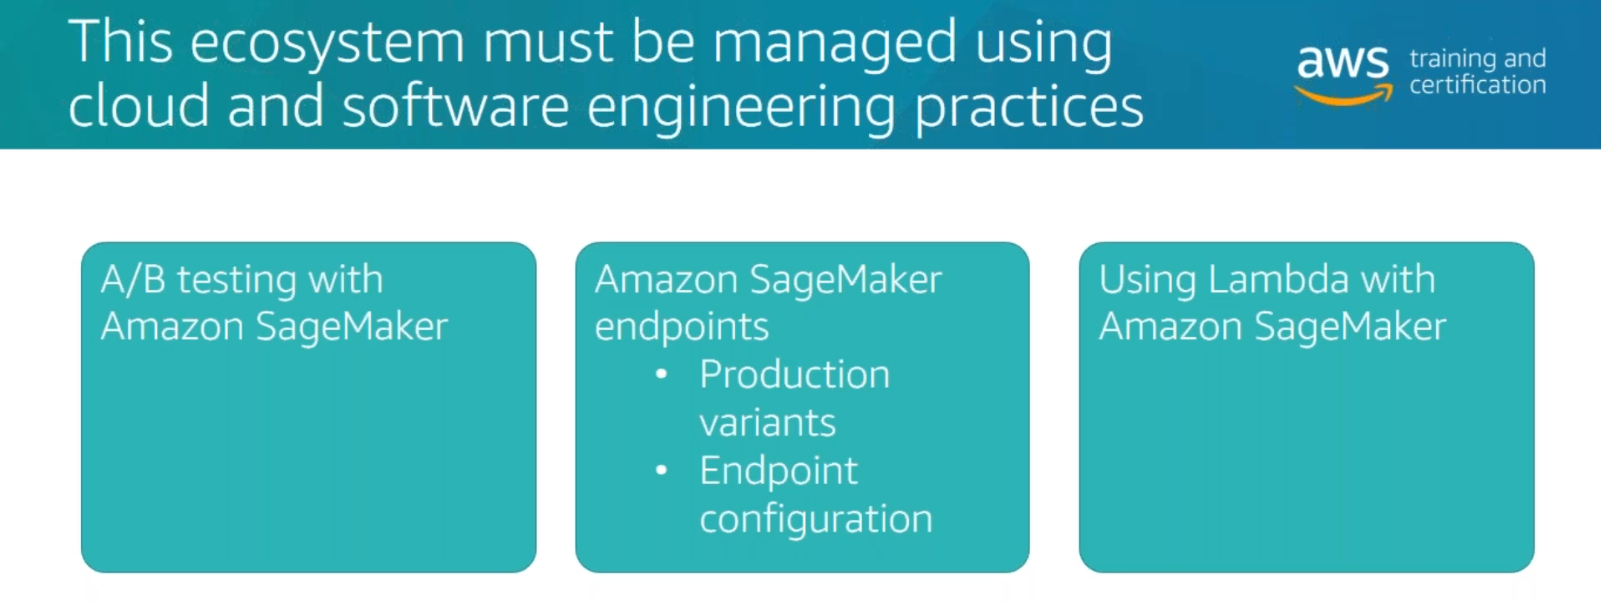 This ecosystem must be managed using
cloud and software engineering practices
aws
training and
certification
A/B testing with
Amazon SageMaker
Amazon SageMaker
endpoints
• Production
variants
• Endpoint
configuration
Using Lambda with
Amazon SageMaker